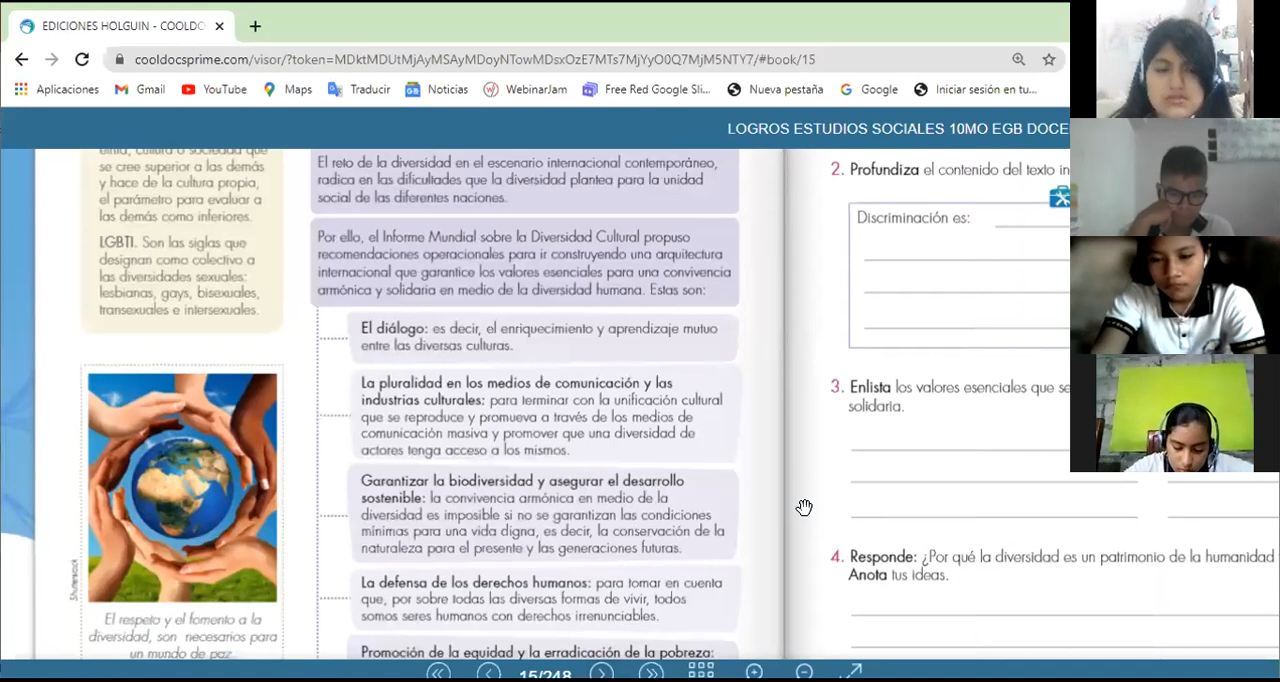 EDICIONES HOLGUIN - COOLDO
cooldocsprime.com/visor/?token=MDktMDUtMjAyMSAyMDoyNTowMDsxOzE7MTs7MjYyO0Q7MjM5NTY7/#book/15
Aplicaciones Gmail YouTube Maps Traducir Noticias WebinarJam Free Red Google Sli... Nueva pestaña Google Iniciar sesión en tu...
LOGROS ESTUDIOS SOCIALES 10MO EGB DOCE
etnia, cultura o sociedad que
se cree superior a las demás
y hace de la cultura propia,
el parámetro para evaluar a
las demás como inferiores.
LGBTI. Son las siglas que
designan como colectivo a
las diversidades sexuales:
lesbianas, gays, bisexuales,
transexuales e intersexuales.
Shutterstock
El respeto y el fomento a la
diversidad, son necesarios para
un mundo de paz.
El reto de la diversidad en el escenario internacional contemporáneo,
radica en las dificultades que la diversidad plantea para la unidad
social de las diferentes naciones.
Por ello, el Informe Mundial sobre la Diversidad Cultural propuso
recomendaciones operacionales para ir construyendo una arquitectura
internacional que garantice los valores esenciales para una convivencia
armónica y solidaria en medio de la diversidad humana. Estas son:
El diálogo: es decir, el enriquecimiento y aprendizaje mutuo
entre las diversas culturas.
La pluralidad en los medios de comunicación y las
industrias culturales: para terminar con la unificación cultural
que se reproduce y promueva a través de los medios de
comunicación masiva y promover que una diversidad de
actores tenga acceso a los mismos.
Garantizar la biodiversidad y asegurar el desarrollo
sostenible: la convivencia armónica en medio de la
diversidad es imposible si no se garantizan las condiciones
mínimas para una vida digna, es decir, la conservación de la
naturaleza para el presente y las generaciones futuras.
La defensa de los derechos humanos: para tomar en cuenta
que, por sobre todas las diversas formas de vivir, todos
somos seres humanos con derechos irrenunciables.
Promoción de la equidad y la erradicación de la pobreza:
2. Profundiza el contenido del texto in
Discriminación es:
3. Enlista los valores esenciales que se
solidaria.
4. Responde: ¿Por qué la diversidad es un patrimonio de la humanidad
Anota tus ideas.
15/248